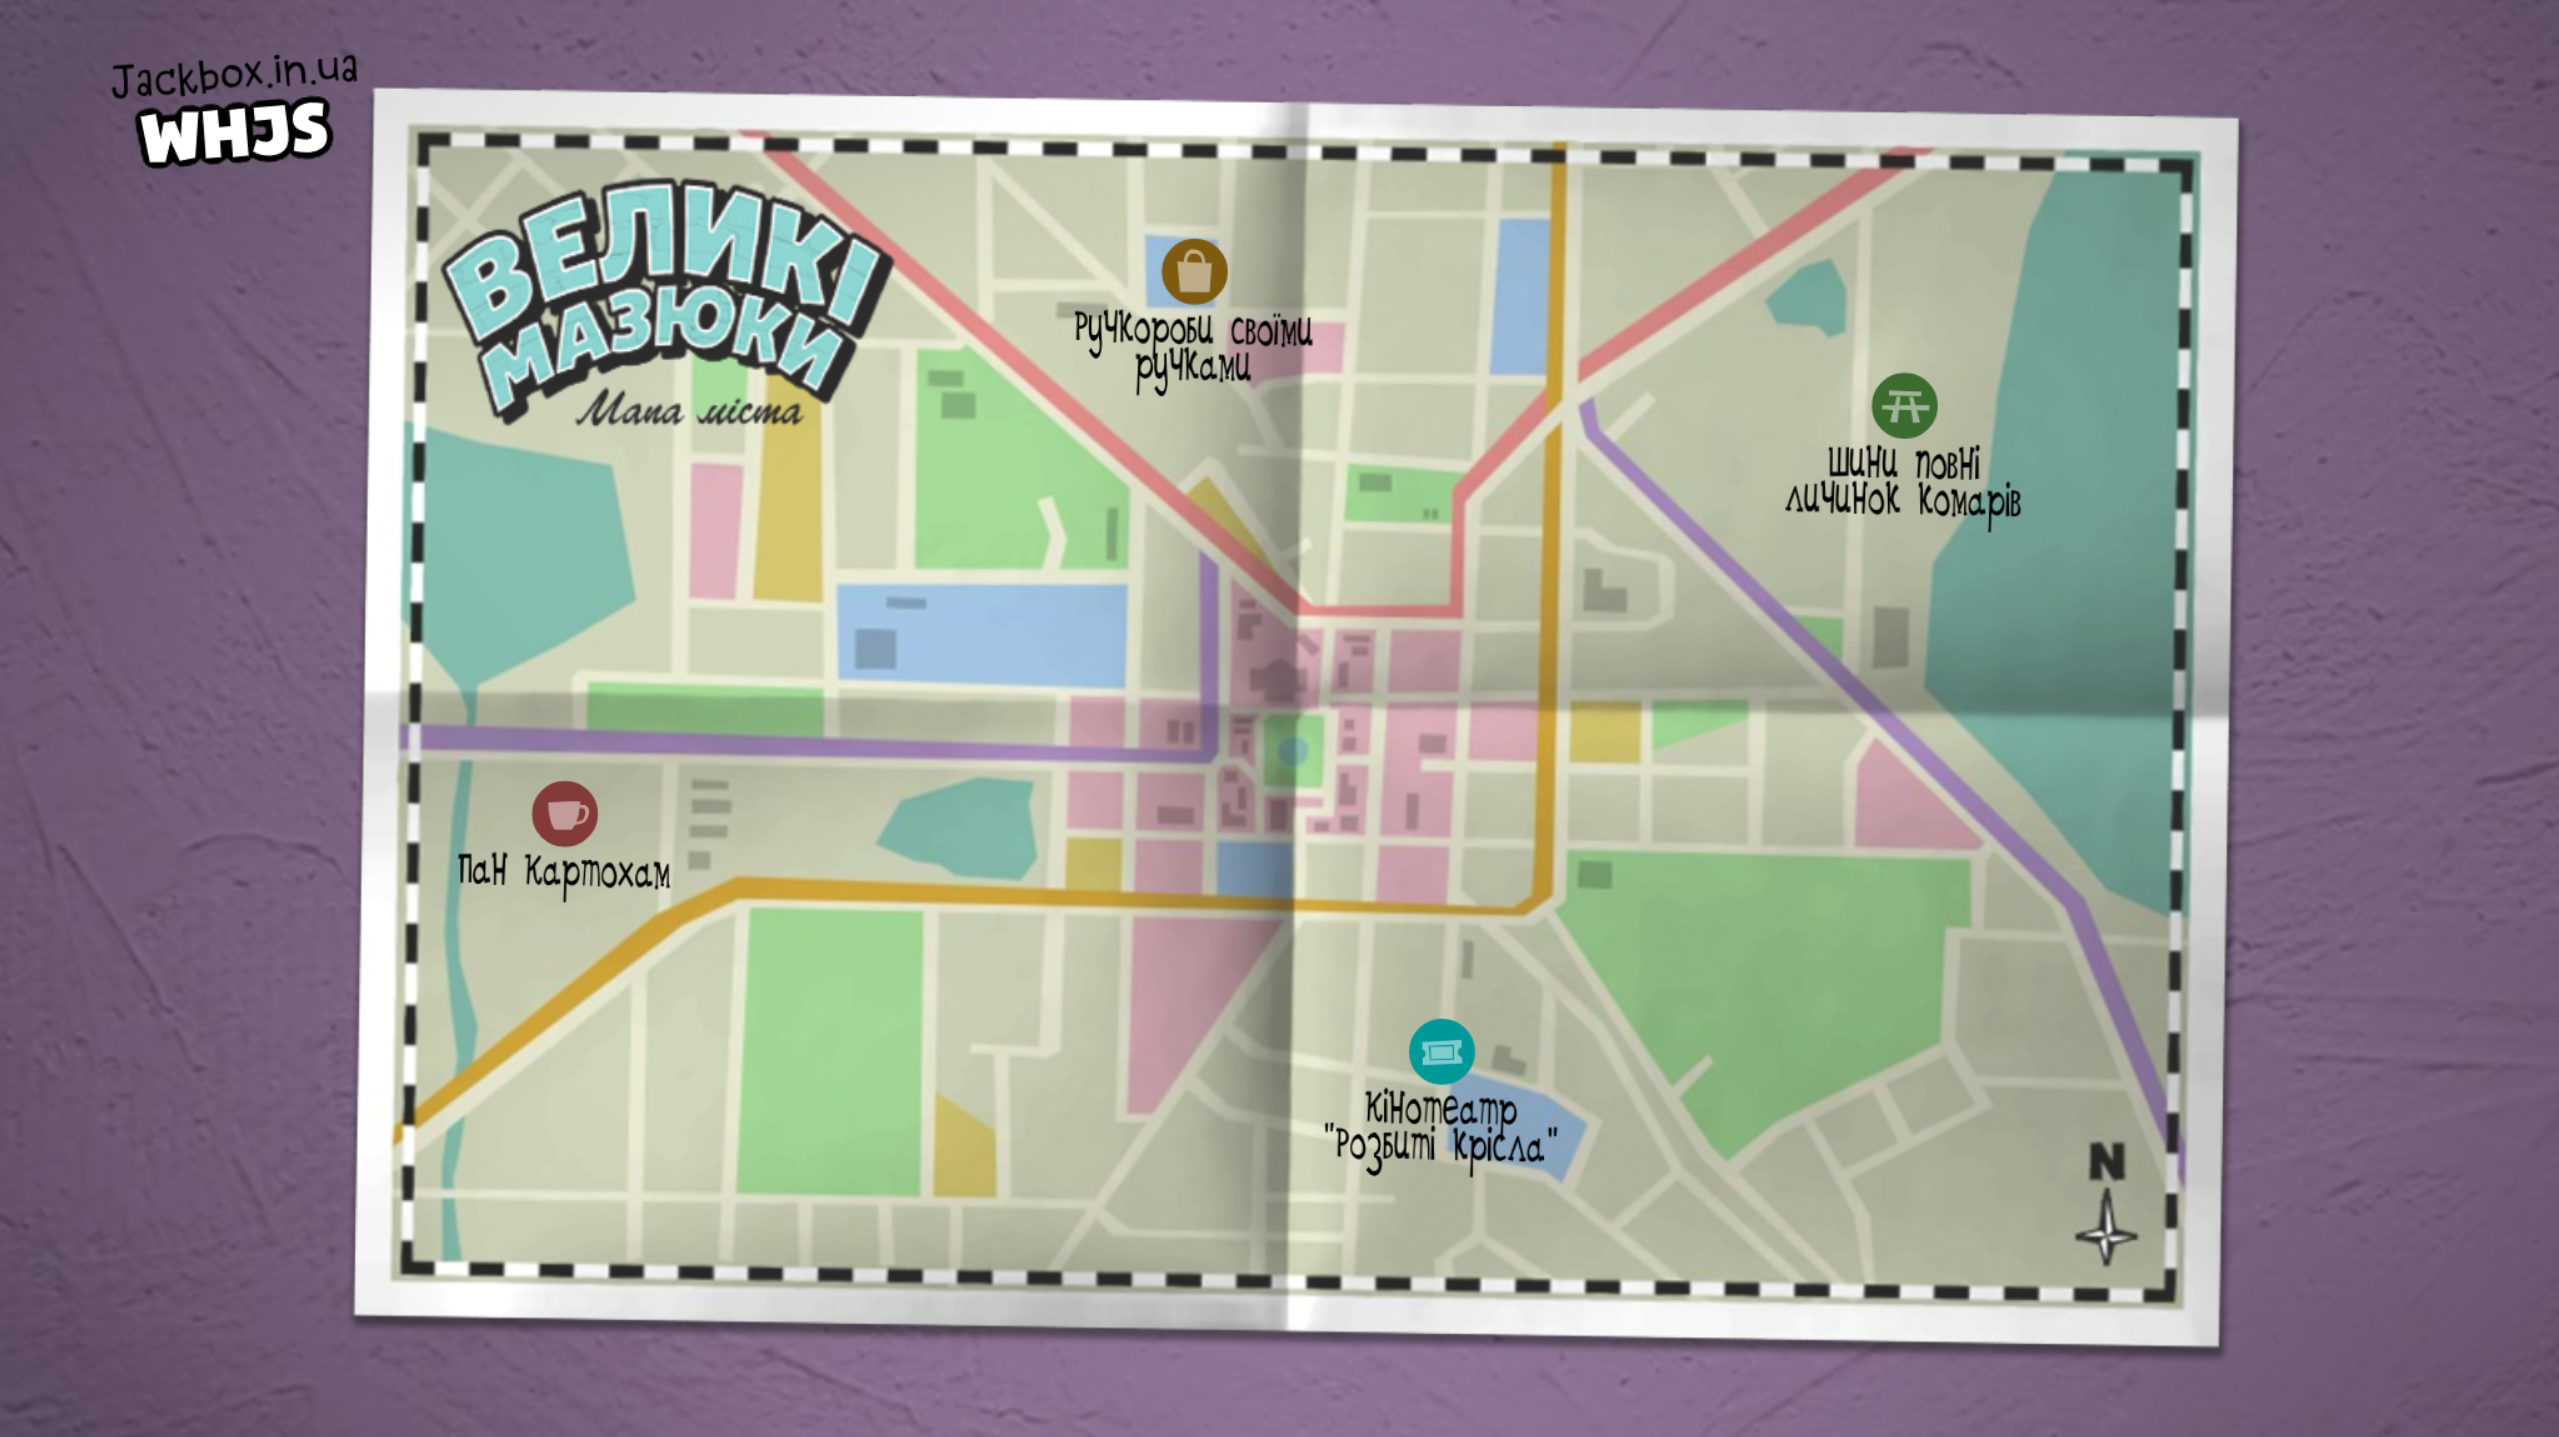 Jackbox.in.ua
WHJS
ВЕЛИКІ
МАЗЮКИ
Мапа міста
Ручкороби своїми
ручками
Шини повні
личинок комарів
Пан Картохам
Кінотеатр
"Розбиті крісла"
N